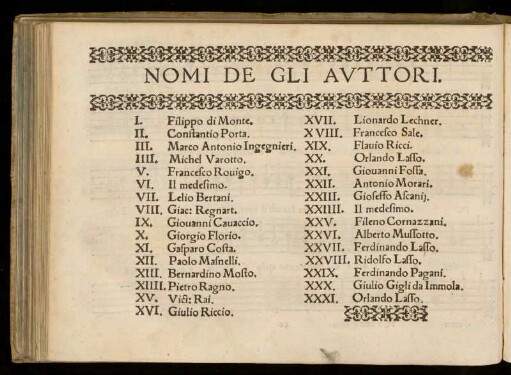 NOMI DE GLI AVTTORI.
I. Filippo di Monte.
II. Conſtantio Porta.
III. Marco Antonio Ingegnieri.
IIII. Michel Varotto.
V. Franceſco Rouigo.
VI. Il medeſimo.
VII. Lelio Bertani.
VIII. Giac: Regnart.
IX. Giouanni Cauaccio.
X. Giorgio Florio.
XI. Gaſparo Coſta.
XII. Paolo Maſnelli.
XIII. Bernardino Moſto.
XIIII. Pietro Ragno.
XV. Viſt: Rai.
XVI. Giulio Riccio.
XVII. Lionardo Lechner.
XVIII. Franceſco Sale.
XIX. Flauio Ricci.
XX. Orlando Laſſo.
XXI. Giouanni Foſſa.
XXII. Antonio Morari.
XXIII. Gioſeffo Aſcanij.
XXIIII. Il medeſimo.
XXV. Fileno Cornazzani.
XXVI. Alberto Muſſotto.
XXVII. Ferdinando Laſſo.
XXVIII. Ridolfo Laſſo.
XXIX. Ferdinando Pagani.
XXX. Giulio Gigli da Immola.
XXXI. Orlando Laſſo.